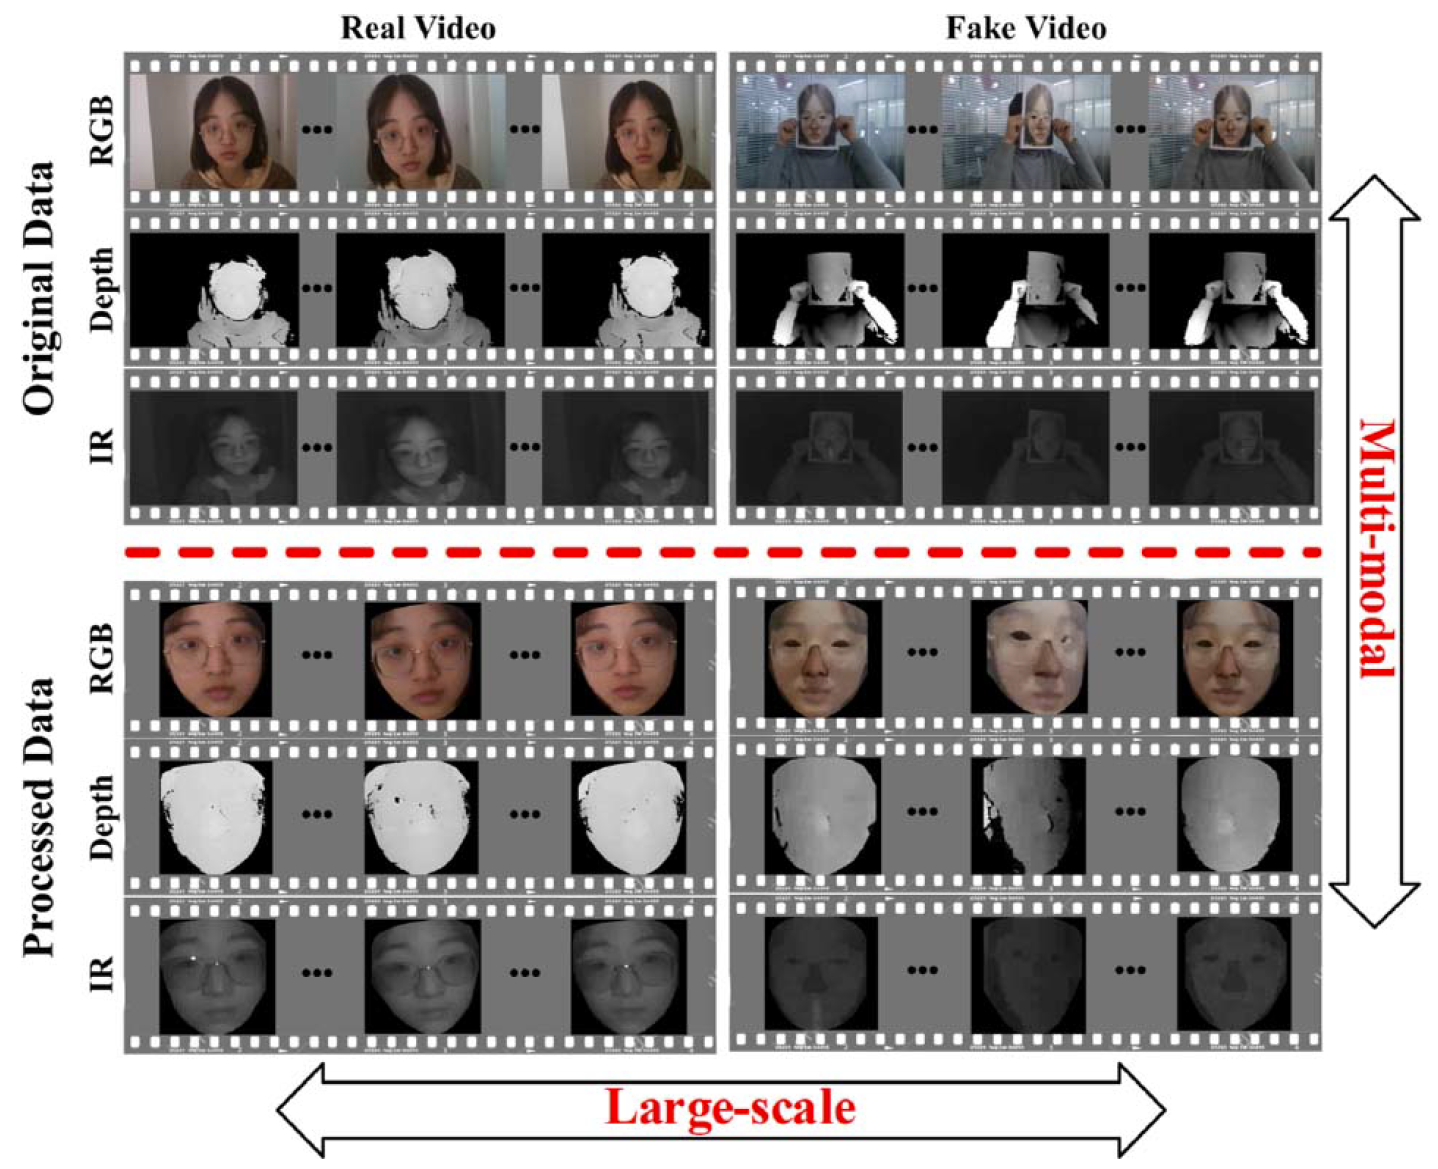 Real Video
Fake Video
Original Data
RGB
Depth
IR
Multi-modal
Processed Data
RGB
Depth
IR
Large-scale